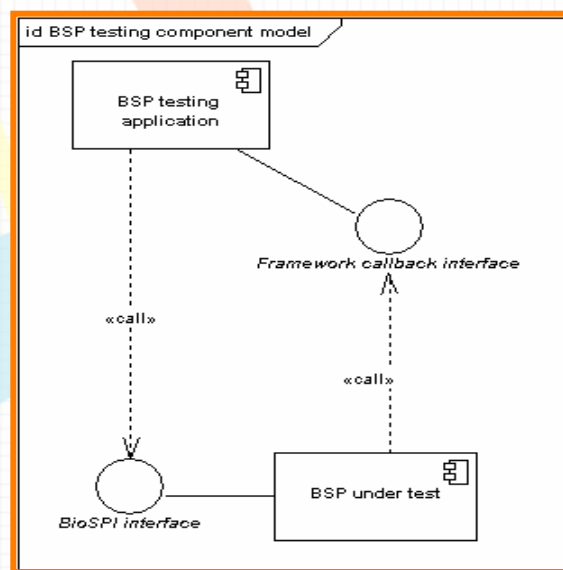 id BSP testing component model
BSP testing
application
Framework callback interface
«call»
«call»
BSP under test
BioSPI interface